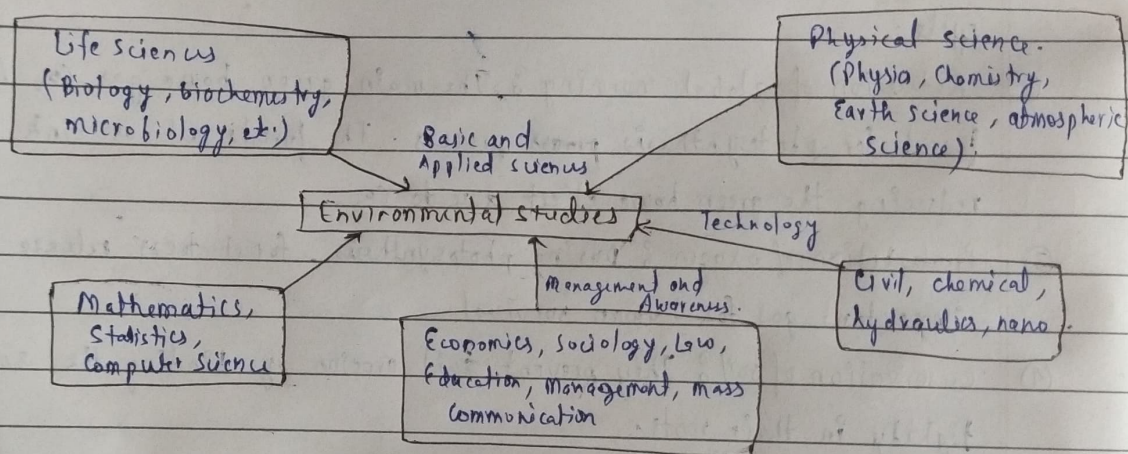 Life sciences
(Biology, biochemistry,
microbiology, etc.)
Physical science.
(Physics, Chemistry,
Earth science, atmospheric
science).
Basic and
Applied sciences
Environmental studies
Technology
Management and
Awareness.
Mathematics,
Statistics,
Computer Science
Economics, Sociology, Law,
Education, management, mass
communication
Civil, chemical,
hydraulics, nano.